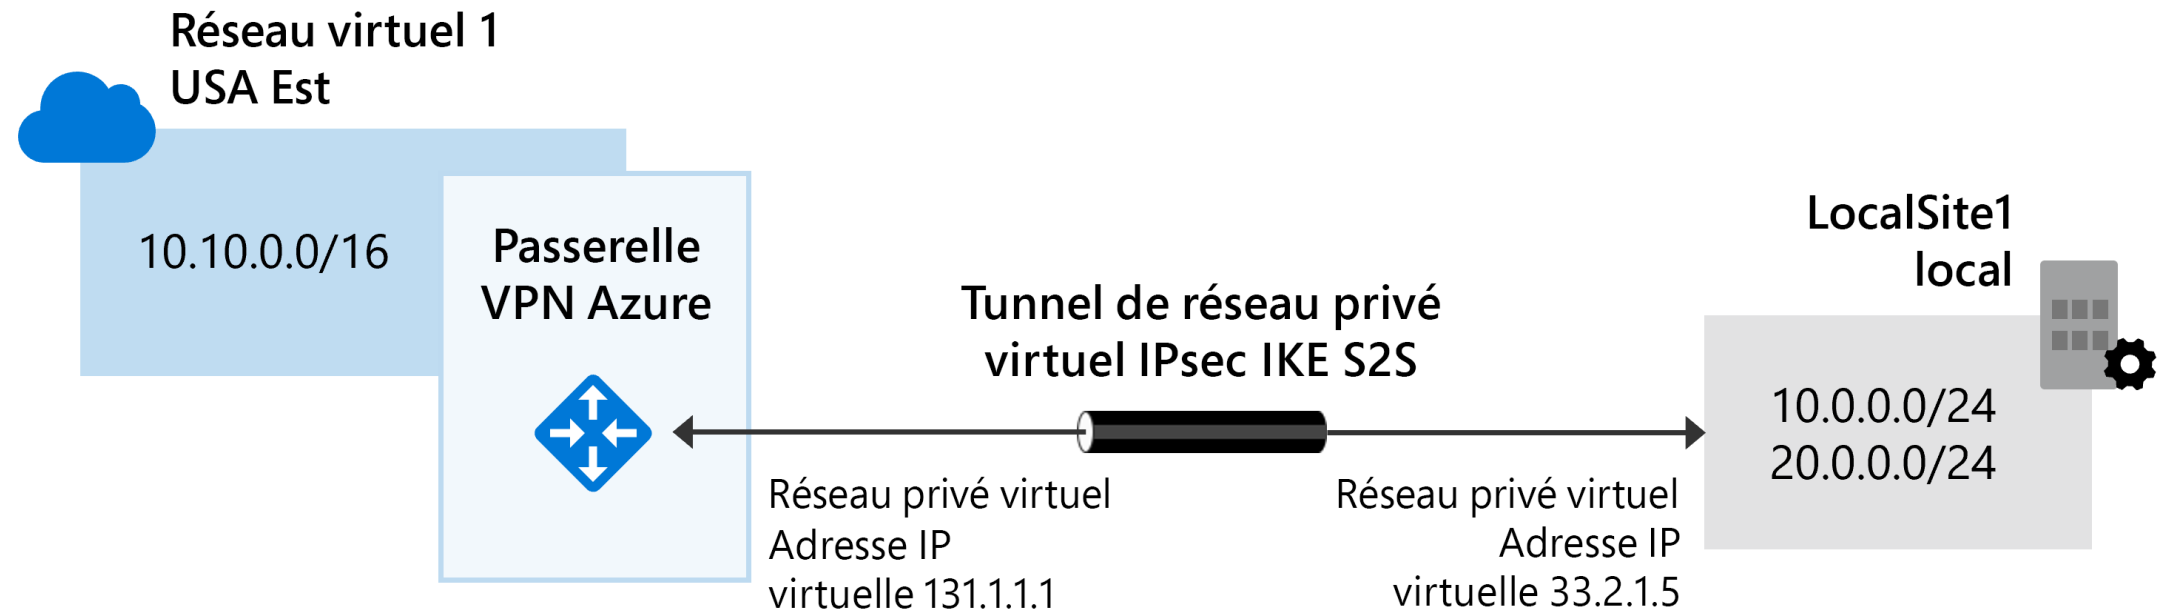 Réseau virtuel 1
USA Est
10.10.0.0/16
Passerelle
VPN Azure
Tunnel de réseau privé
virtuel IPsec IKE S2S
Réseau privé virtuel
Adresse IP
virtuelle 131.1.1.1
Réseau privé virtuel
Adresse IP
virtuelle 33.2.1.5
LocalSite1
local
10.0.0.0/24
20.0.0.0/24